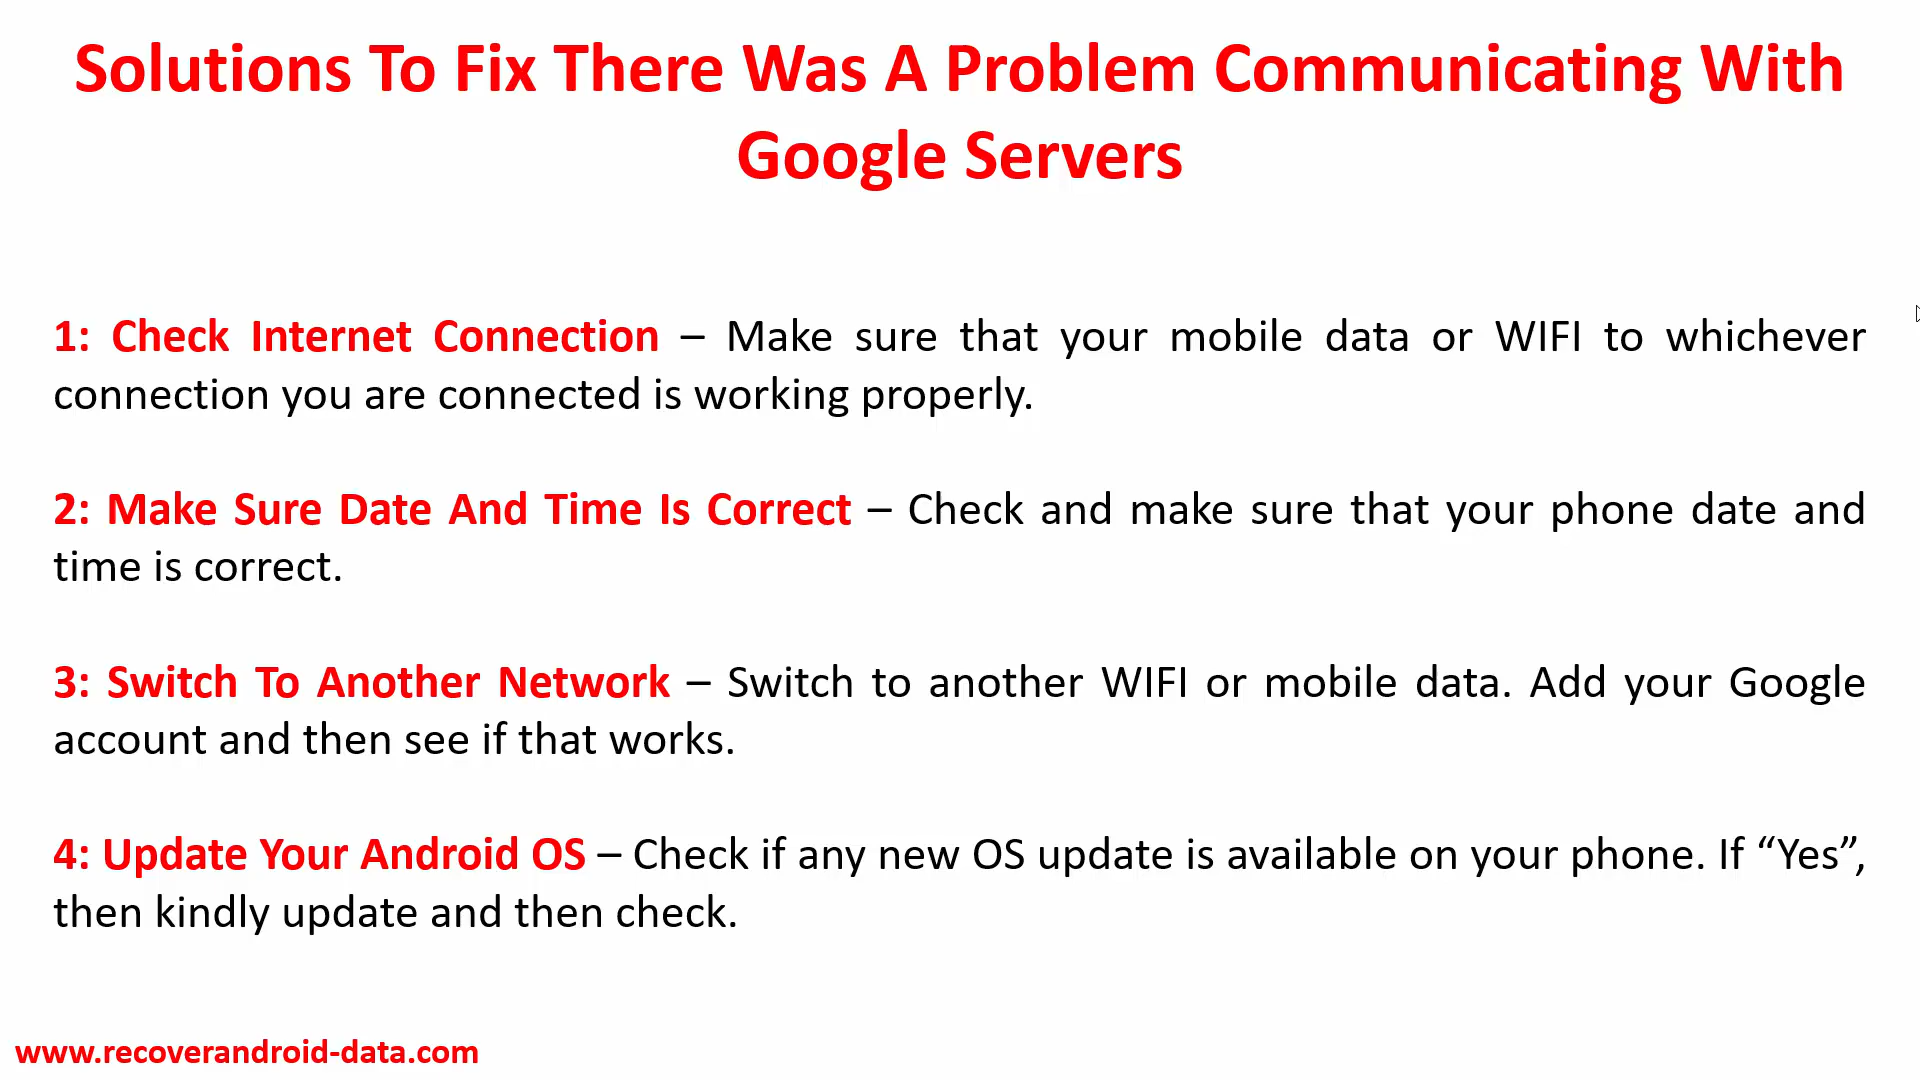 Solutions To Fix There Was A Problem Communicating With
Google Servers
1: Check Internet Connection – Make sure that your mobile data or WIFI to whichever
connection you are connected is working properly.
2: Make Sure Date And Time Is Correct – Check and make sure that your phone date and
time is correct.
3: Switch To Another Network – Switch to another WIFI or mobile data. Add your Google
account and then see if that works.
4: Update Your Android OS – Check if any new OS update is available on your phone. If “Yes”,
then kindly update and then check.
www.recoverandroid-data.com